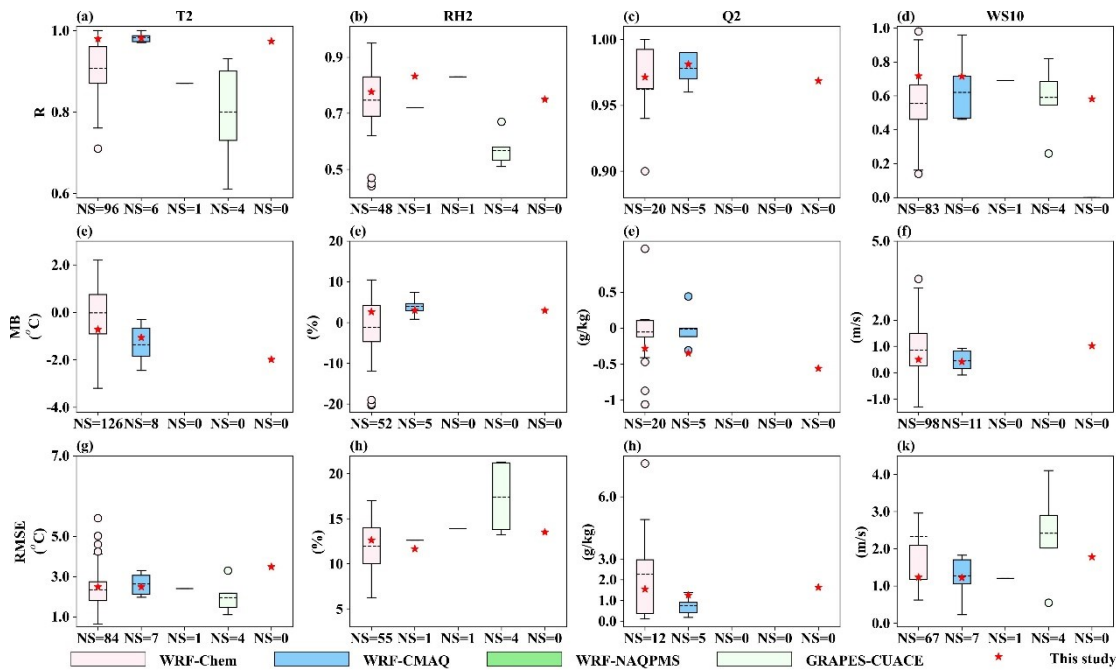 (a) T2
(b) RH2
(c) Q2
(d) WS10
R
1.0
0.8
0.6
0.9
0.7
0.5
1.00
0.95
0.90
1.0
0.8
0.6
0.4
0.2
0.0
NS=96 NS=6 NS=1 NS=4 NS=0
NS=48 NS=1 NS=1 NS=4 NS=0
NS=20 NS=5 NS=0 NS=0 NS=0
NS=83 NS=6 NS=1 NS=4 NS=0
(e)
(e)
(e)
(f)
MB
(°C)
2.0
0.0
-2.0
-4.0
(%)
20
10
0
-10
-20
(g/kg)
0.5
0
-0.5
-1
(m/s)
5.0
2.0
1.0
0.0
-1.0
NS=126 NS=8 NS=0 NS=0 NS=0
NS=52 NS=5 NS=0 NS=0 NS=0
NS=20 NS=5 NS=0 NS=0 NS=0
NS=98 NS=11 NS=0 NS=0 NS=0
(g)
(h)
(h)
(k)
RMSE
(°C)
7.0
5.0
3.0
1.0
(%)
20
15
10
5
(g/kg)
7.0
3.0
2.0
1.0
0.0
(m/s)
4.0
3.0
2.0
1.0
0.0
NS=84 NS=7 NS=1 NS=4 NS=0
NS=55 NS=1 NS=1 NS=4 NS=0
NS=12 NS=5 NS=0 NS=0 NS=0
NS=67 NS=7 NS=1 NS=4 NS=0
WRF-Chem WRF-CMAQ WRF-NAQPMS GRAPES-CUACE This study